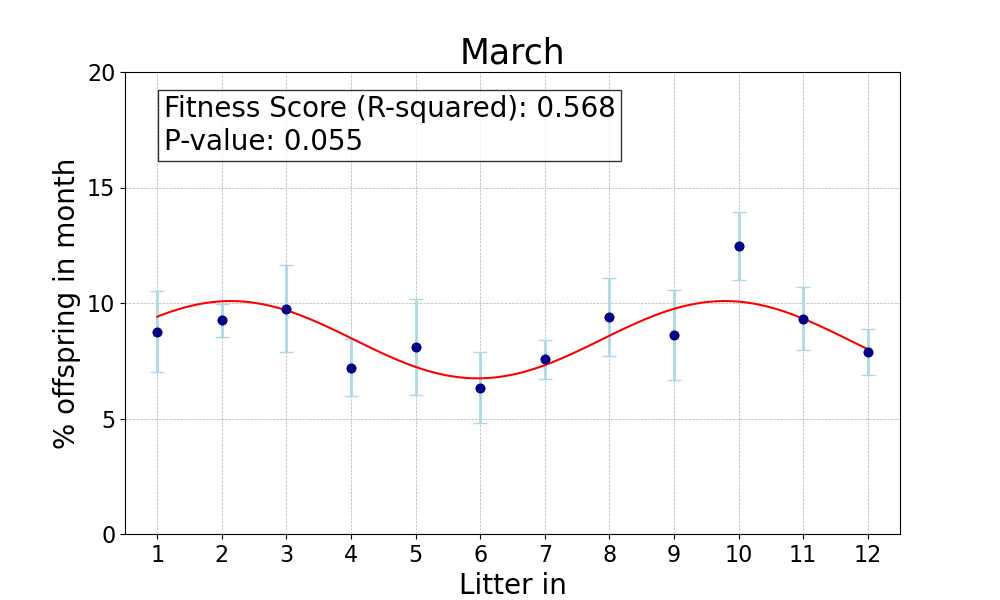 March
Fitness Score (R-squared): 0.568
P-value: 0.055
% offspring in month
20
15
10
5
0
1 2 3 4 5 6 7 8 9 10 11 12
Litter in